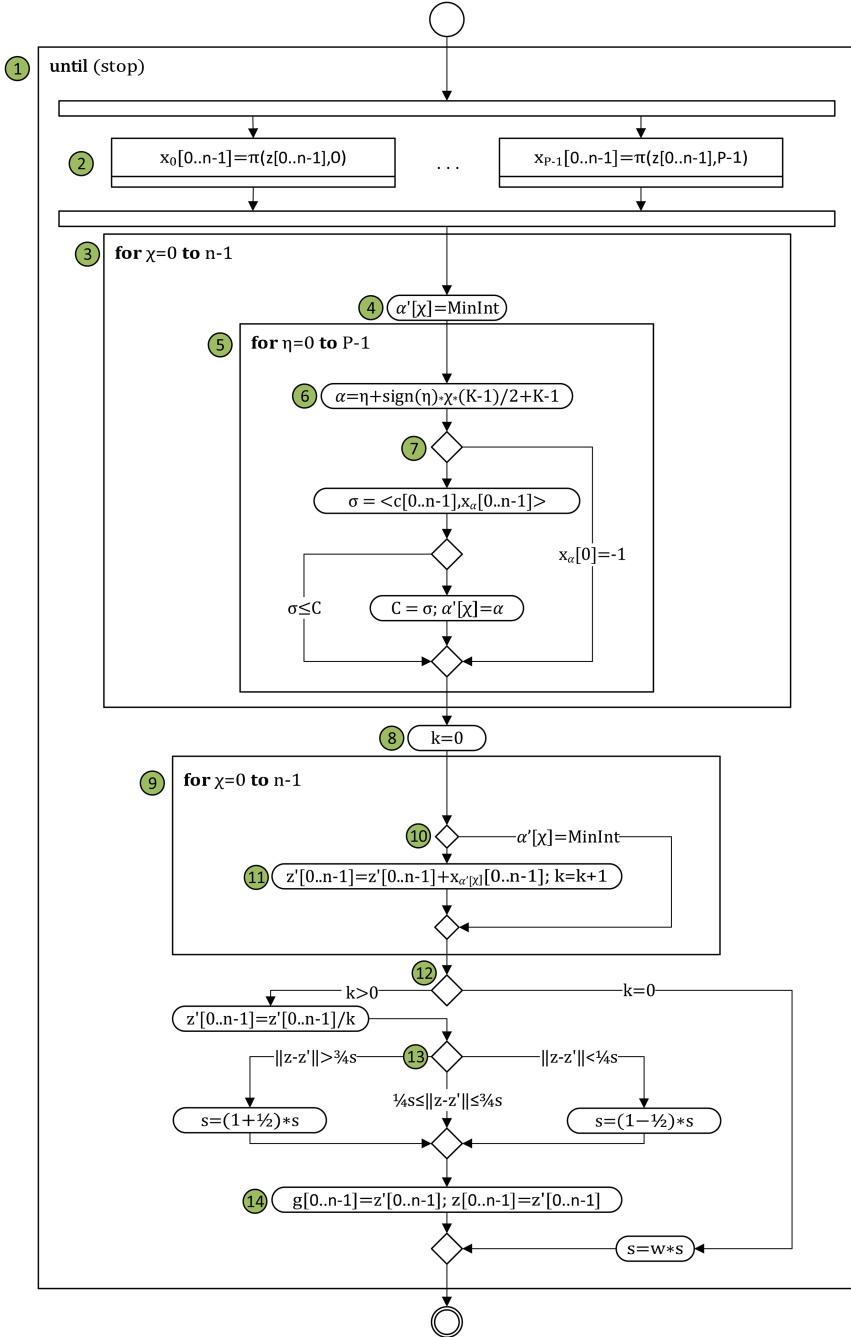 1 until (stop)
2 x₀[0..n-1]=π(z[0..n-1],0) . . . x_P-1[0..n-1]=π(z[0..n-1],P-1)
3 for χ=0 to n-1
4 α'[χ]=MinInt
5 for η=0 to P-1
6 α=η+sign(η)*χ*(K-1)/2+K-1
7
σ = <c[0..n-1],x_α[0..n-1]>
x_α[0]=-1
σ≤C
C = σ; α'[χ]=α
8 k=0
9 for χ=0 to n-1
10 α'[χ]=MinInt
11 z'[0..n-1]=z'[0..n-1]+x_α'[χ][0..n-1]; k=k+1
12
k>0 k=0
z'[0..n-1]=z'[0..n-1]/k
‖z-z'‖>¾s 13 ‖z-z'‖<¼s
¼s≤‖z-z'‖≤¾s
s=(1+½)*s s=(1−½)*s
14 g[0..n-1]=z'[0..n-1]; z[0..n-1]=z'[0..n-1]
s=w*s